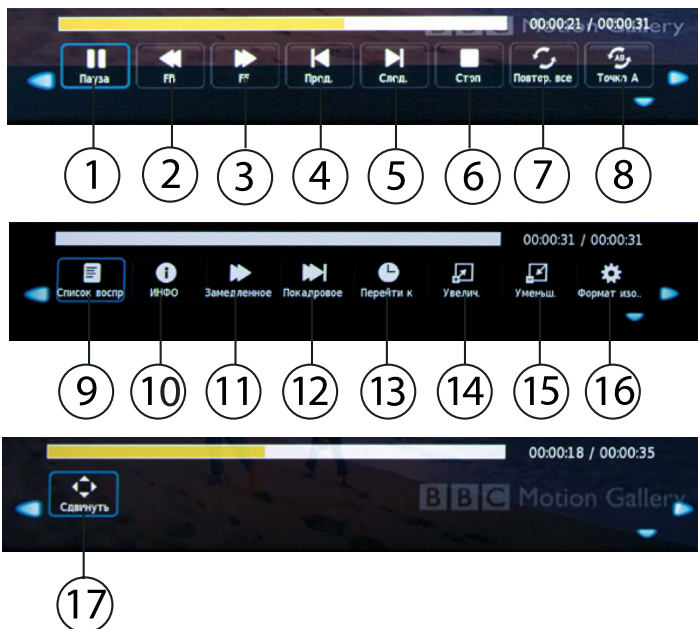 00:00:21 / 00:00:31
BBC Motion Gallery
Пауза FB FF Пред. След. Стоп Повтор. все Точка А
1 2 3 4 5 6 7 8
00:00:31 / 00:00:31
Список воспр ИНФО Замедленное Покадровое Перейти к Увелич. Уменьш. Формат изо..
9 10 11 12 13 14 15 16
00:00:18 / 00:00:35
BBC Motion Gallery
Сдвинуть
17